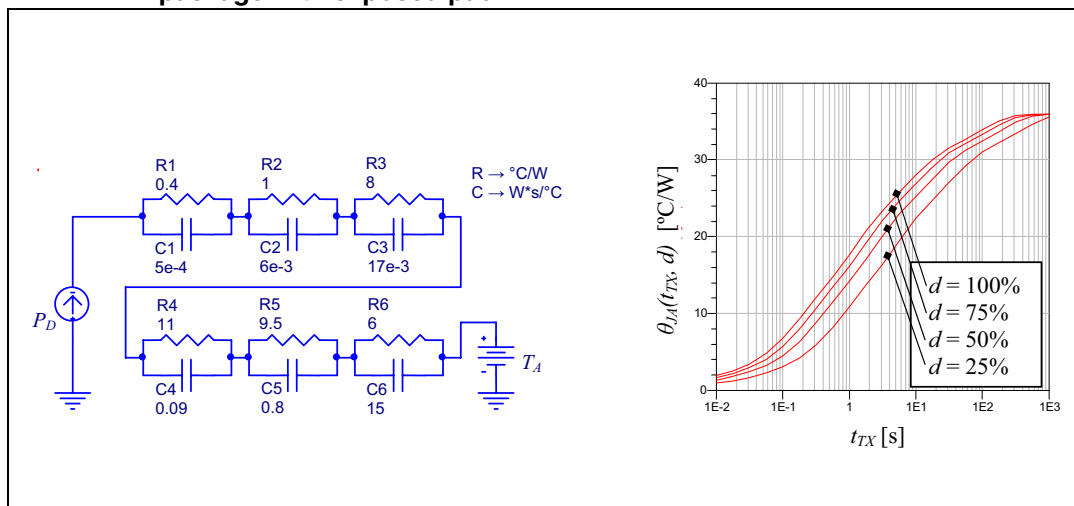 R1
0.4
C1
5e-4
R2
1
C2
6e-3
R3
8
C3
17e-3
R → °C/W
C → W*s/°C
P_D
R4
11
C4
0.09
R5
9.5
C5
0.8
R6
6
C6
15
+
-
T_A
40
30
20
10
0
1E-2
1E-1
1
1E1
1E2
1E3
θ_JA(t_TX, d) [ºC/W]
t_TX [s]
d = 100%
d = 75%
d = 50%
d = 25%